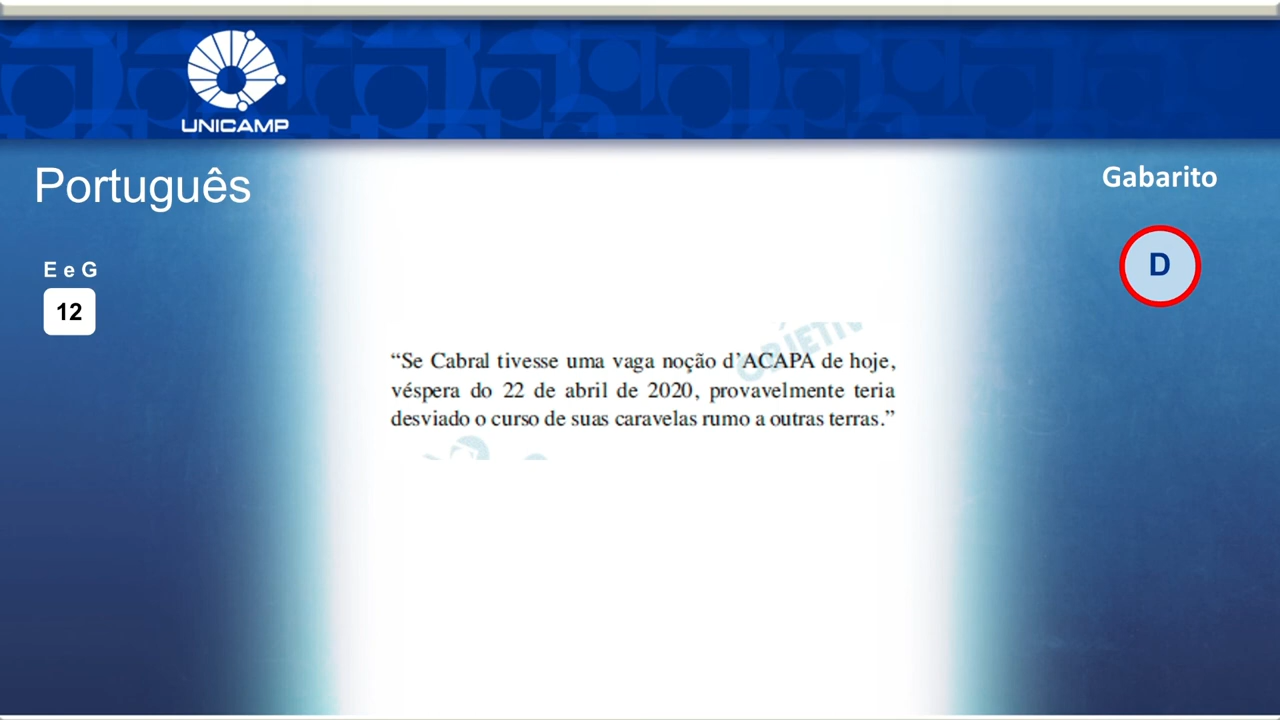 UNICAMP
Português
Gabarito
D
E e G
12
OBJETIV
“Se Cabral tivesse uma vaga noção d’ACAPA de hoje,
véspera do 22 de abril de 2020, provavelmente teria
desviado o curso de suas caravelas rumo a outras terras.”